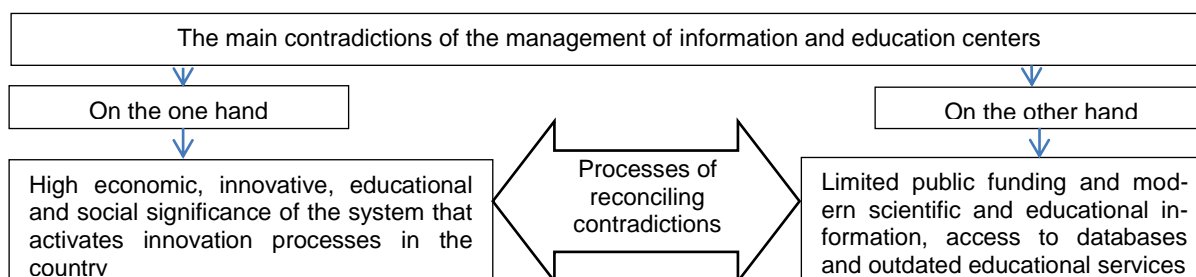 The main contradictions of the management of information and education centers
On the one hand
On the other hand
High economic, innovative, educational
and social significance of the system that
activates innovation processes in the
country
Processes of
reconciling
contradictions
Limited public funding and mod-
ern scientific and educational in-
formation, access to databases
and outdated educational services